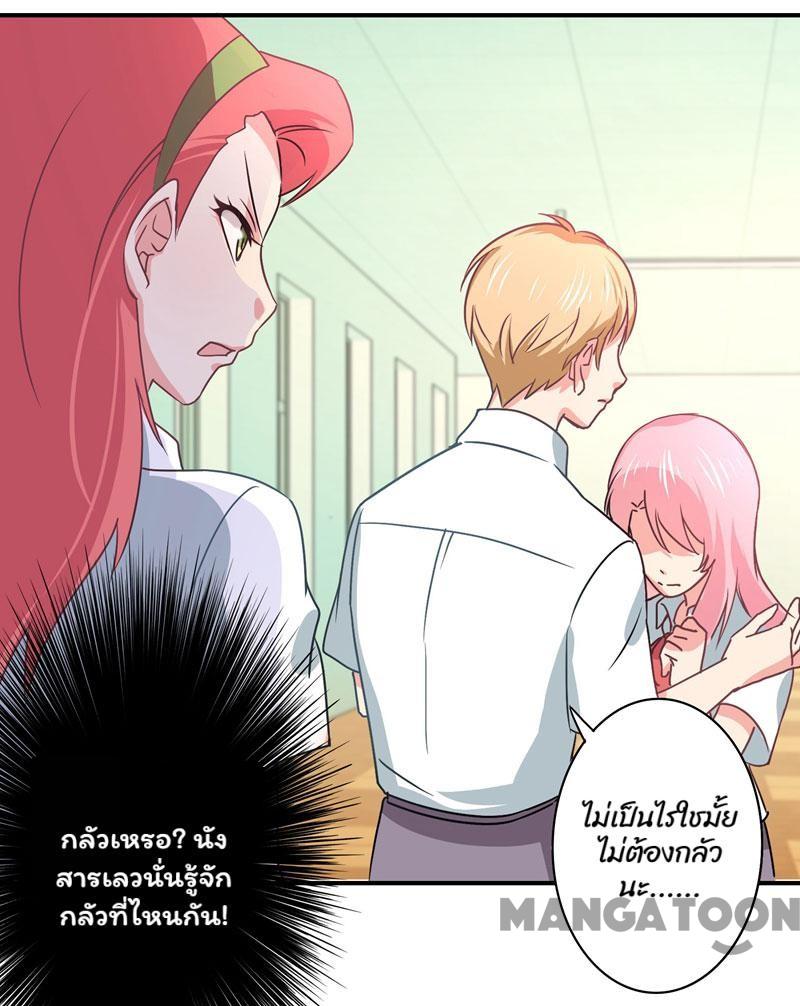 ไม่เป็นไรใช่มั้ย
ไม่ต้องกลัว
นะ......
กลัวเหรอ? นัง
สารเลวนั่นรู้จัก
กลัวที่ไหนกัน!
MANGATOON